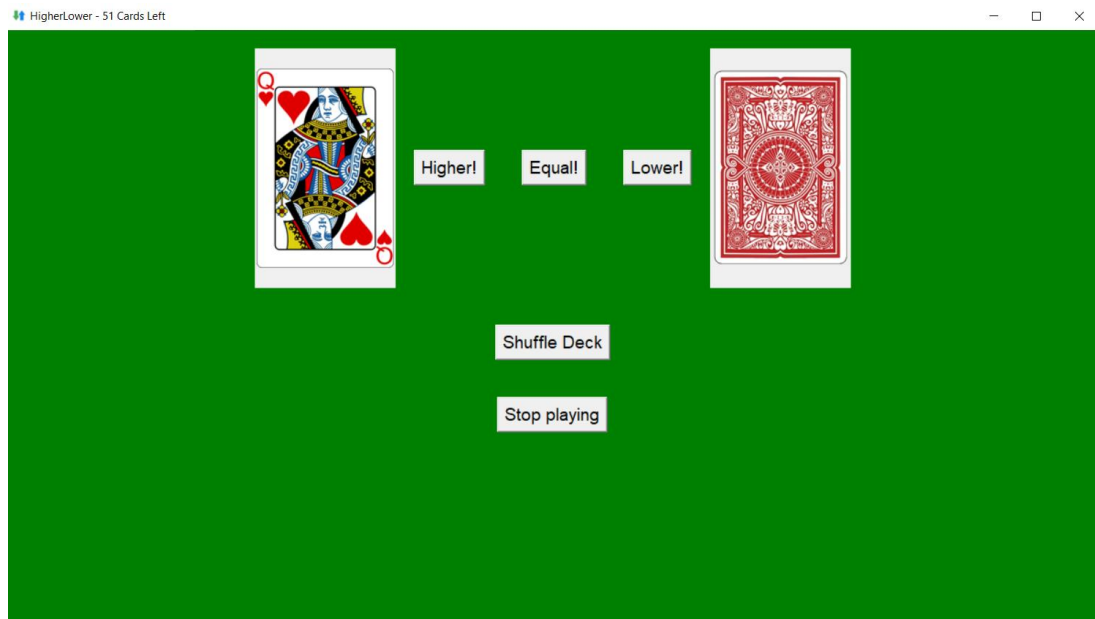 HigherLower - 51 Cards Left
Q
Higher!
Equal!
Lower!
Q
Shuffle Deck
Stop playing